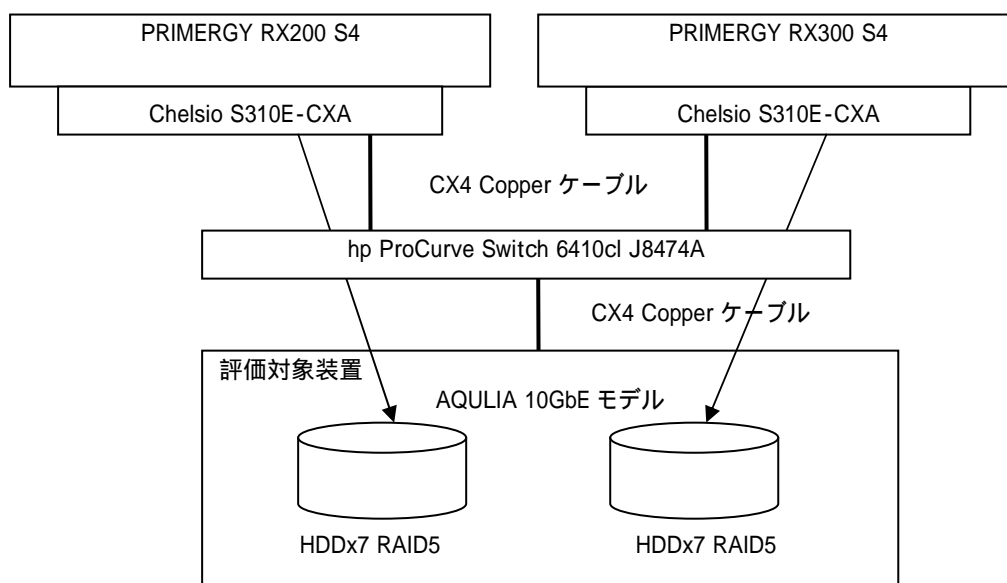 PRIMERGY RX200 S4
PRIMERGY RX300 S4
Chelsio S310E-CXA
Chelsio S310E-CXA
CX4 Copper ケーブル
hp ProCurve Switch 6410cl J8474A
CX4 Copper ケーブル
評価対象装置
AQULIA 10GbE モデル
HDDx7 RAID5
HDDx7 RAID5